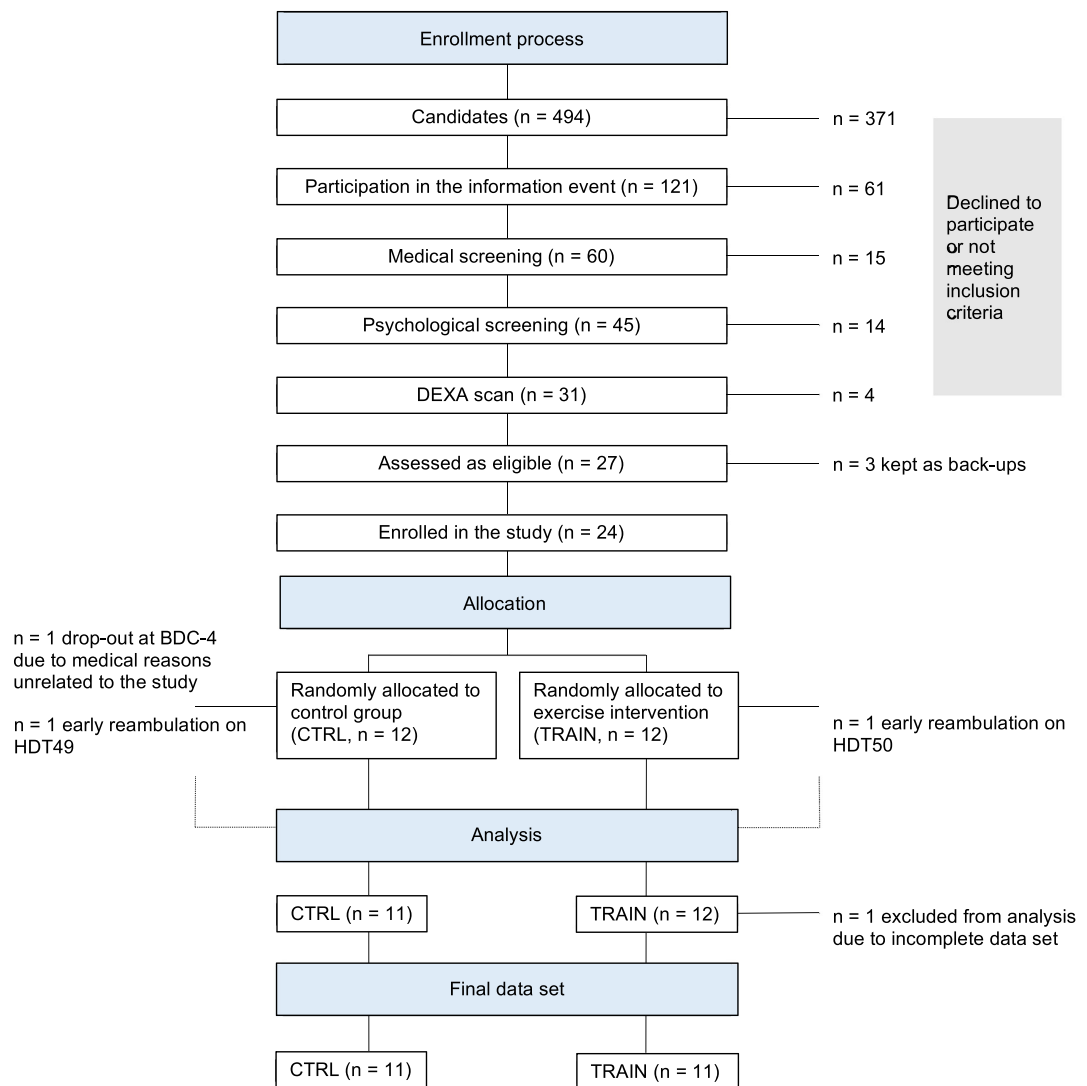 Enrollment process
Candidates (n = 494)
n = 371
Participation in the information event (n = 121)
n = 61
Medical screening (n = 60)
n = 15
Psychological screening (n = 45)
n = 14
DEXA scan (n = 31)
n = 4
Declined to
participate
or not
meeting
inclusion
criteria
Assessed as eligible (n = 27)
n = 3 kept as back-ups
Enrolled in the study (n = 24)
Allocation
n = 1 drop-out at BDC-4
due to medical reasons
unrelated to the study
n = 1 early reambulation on
HDT49
Randomly allocated to
control group
(CTRL, n = 12)
Randomly allocated to
exercise intervention
(TRAIN, n = 12)
n = 1 early reambulation on
HDT50
Analysis
CTRL (n = 11)
TRAIN (n = 12)
n = 1 excluded from analysis
due to incomplete data set
Final data set
CTRL (n = 11)
TRAIN (n = 11)